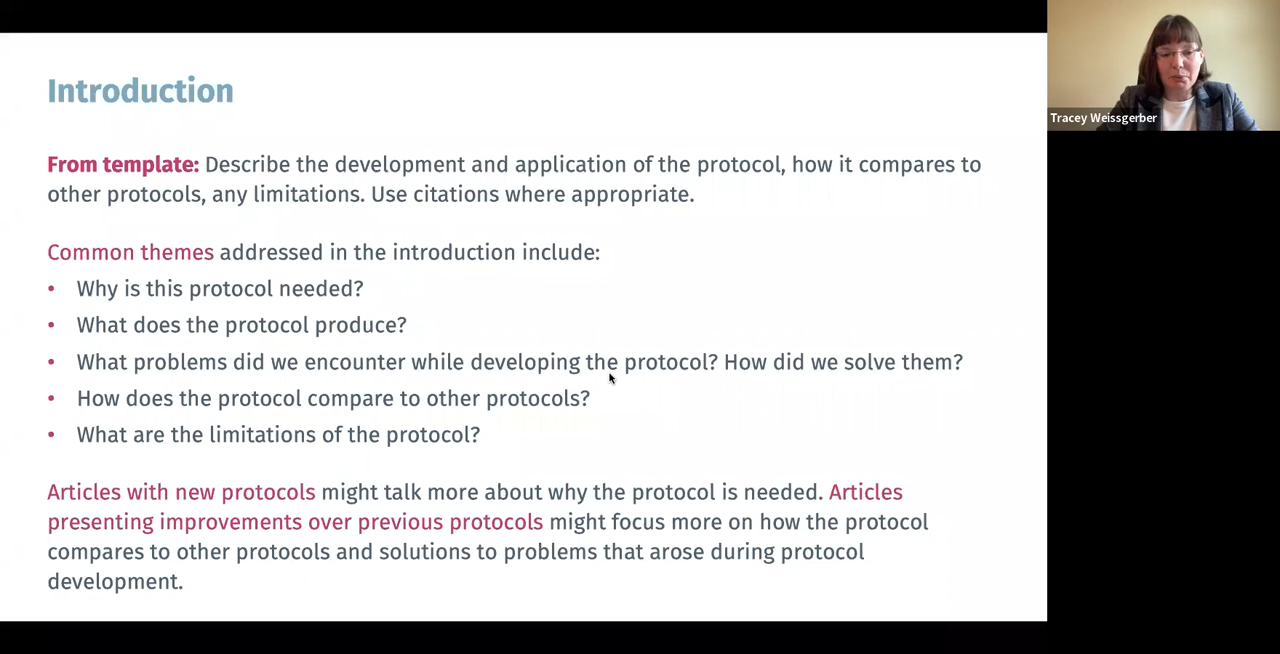 Introduction
From template: Describe the development and application of the protocol, how it compares to
other protocols, any limitations. Use citations where appropriate.
Common themes addressed in the introduction include:
• Why is this protocol needed?
• What does the protocol produce?
• What problems did we encounter while developing the protocol? How did we solve them?
• How does the protocol compare to other protocols?
• What are the limitations of the protocol?
Articles with new protocols might talk more about why the protocol is needed. Articles
presenting improvements over previous protocols might focus more on how the protocol
compares to other protocols and solutions to problems that arose during protocol
development.
Tracey Weissgerber